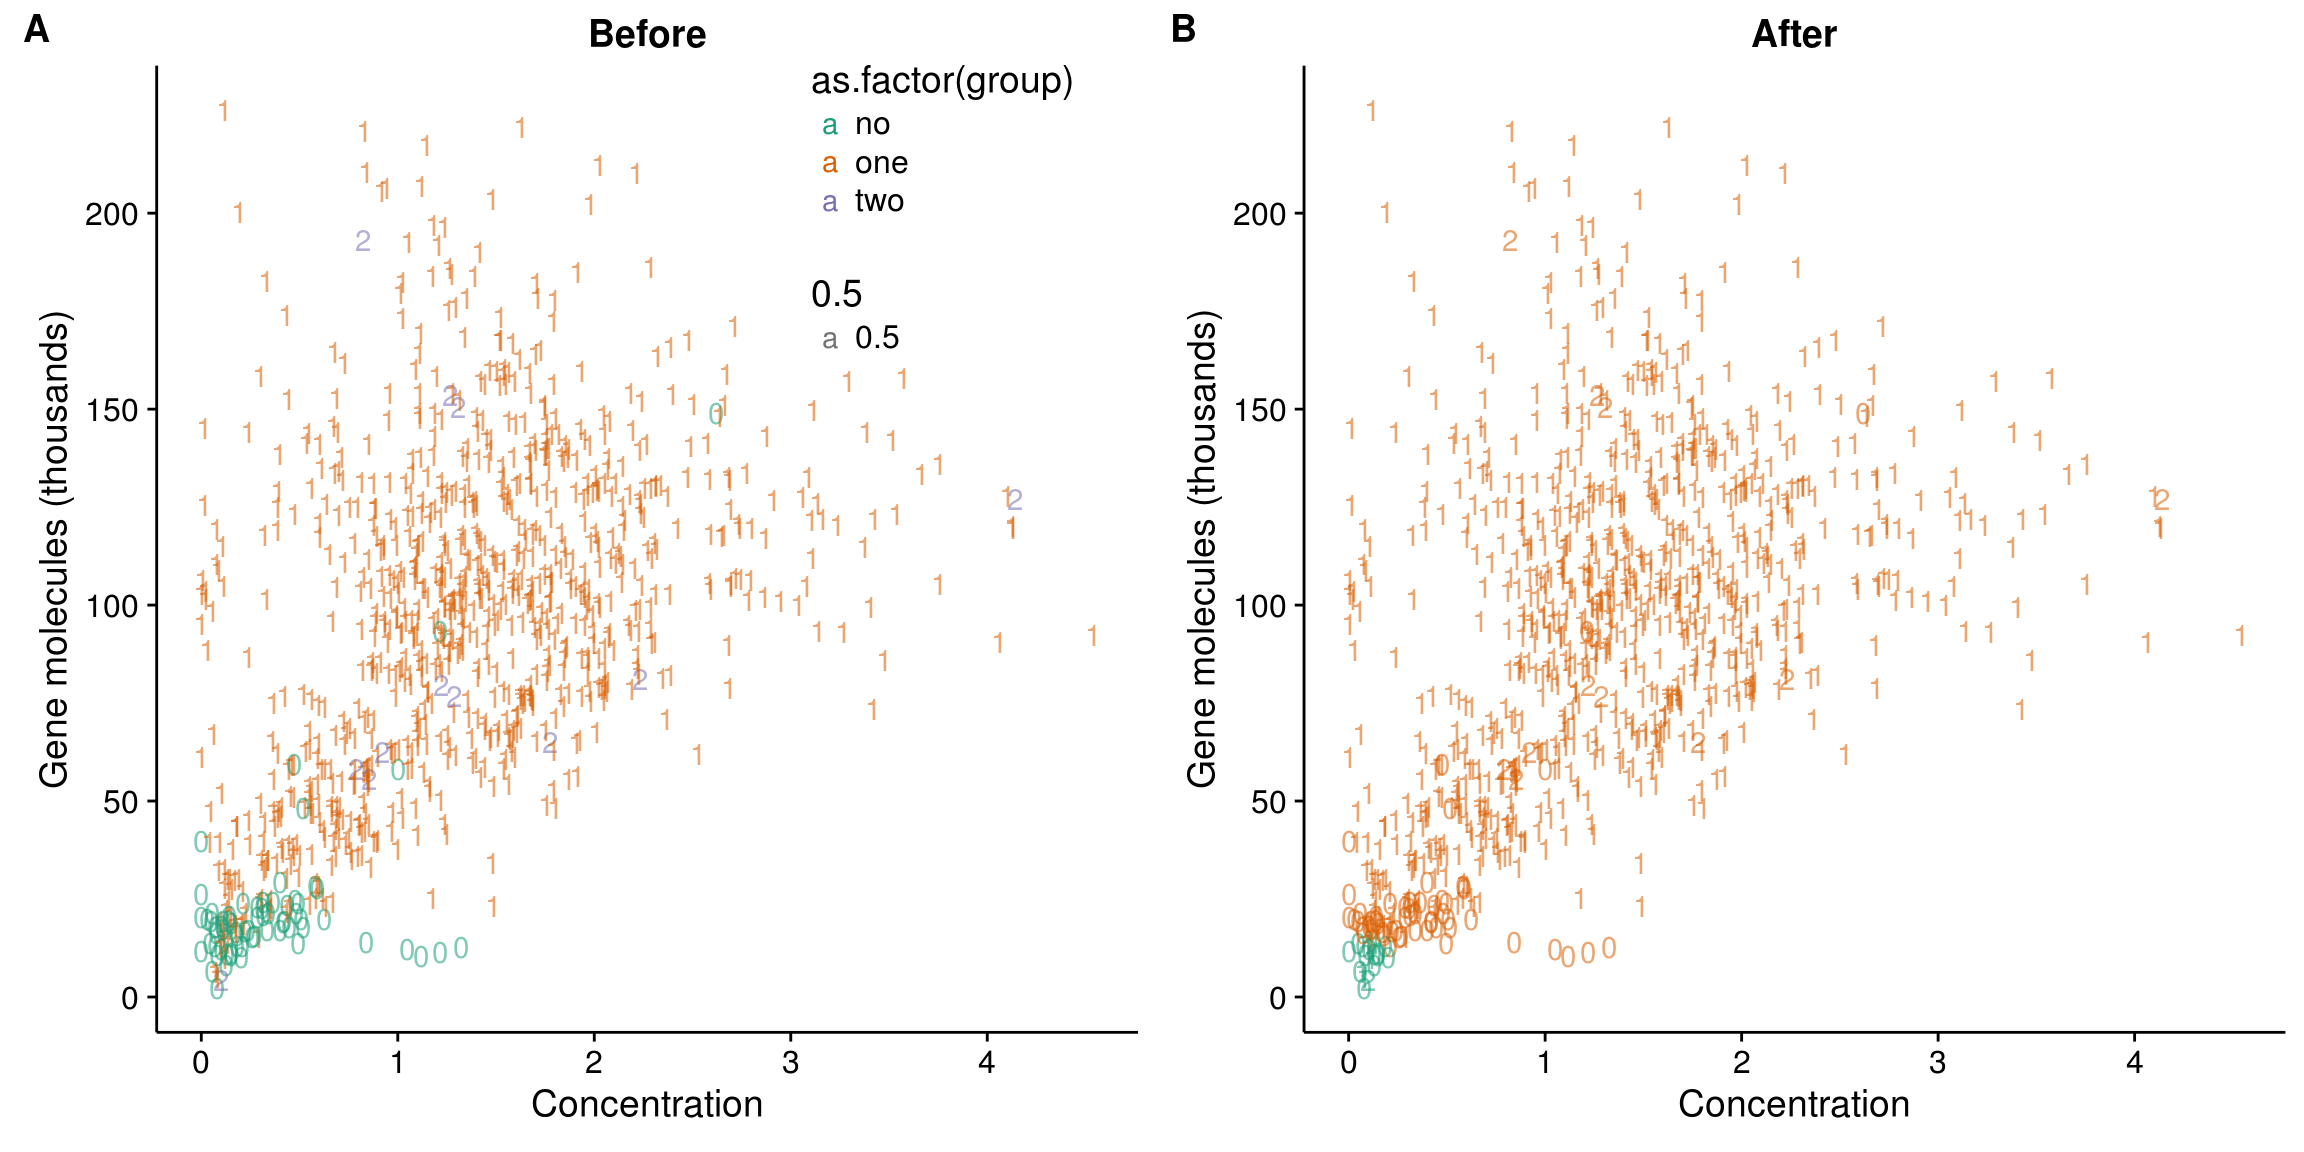 A
Before
as.factor(group)
a no
a one
a two
0.5
a 0.5
Gene molecules (thousands)
200
150
100
50
0
0 1 2 3 4
Concentration
B
After
Gene molecules (thousands)
200
150
100
50
0
0 1 2 3 4
Concentration